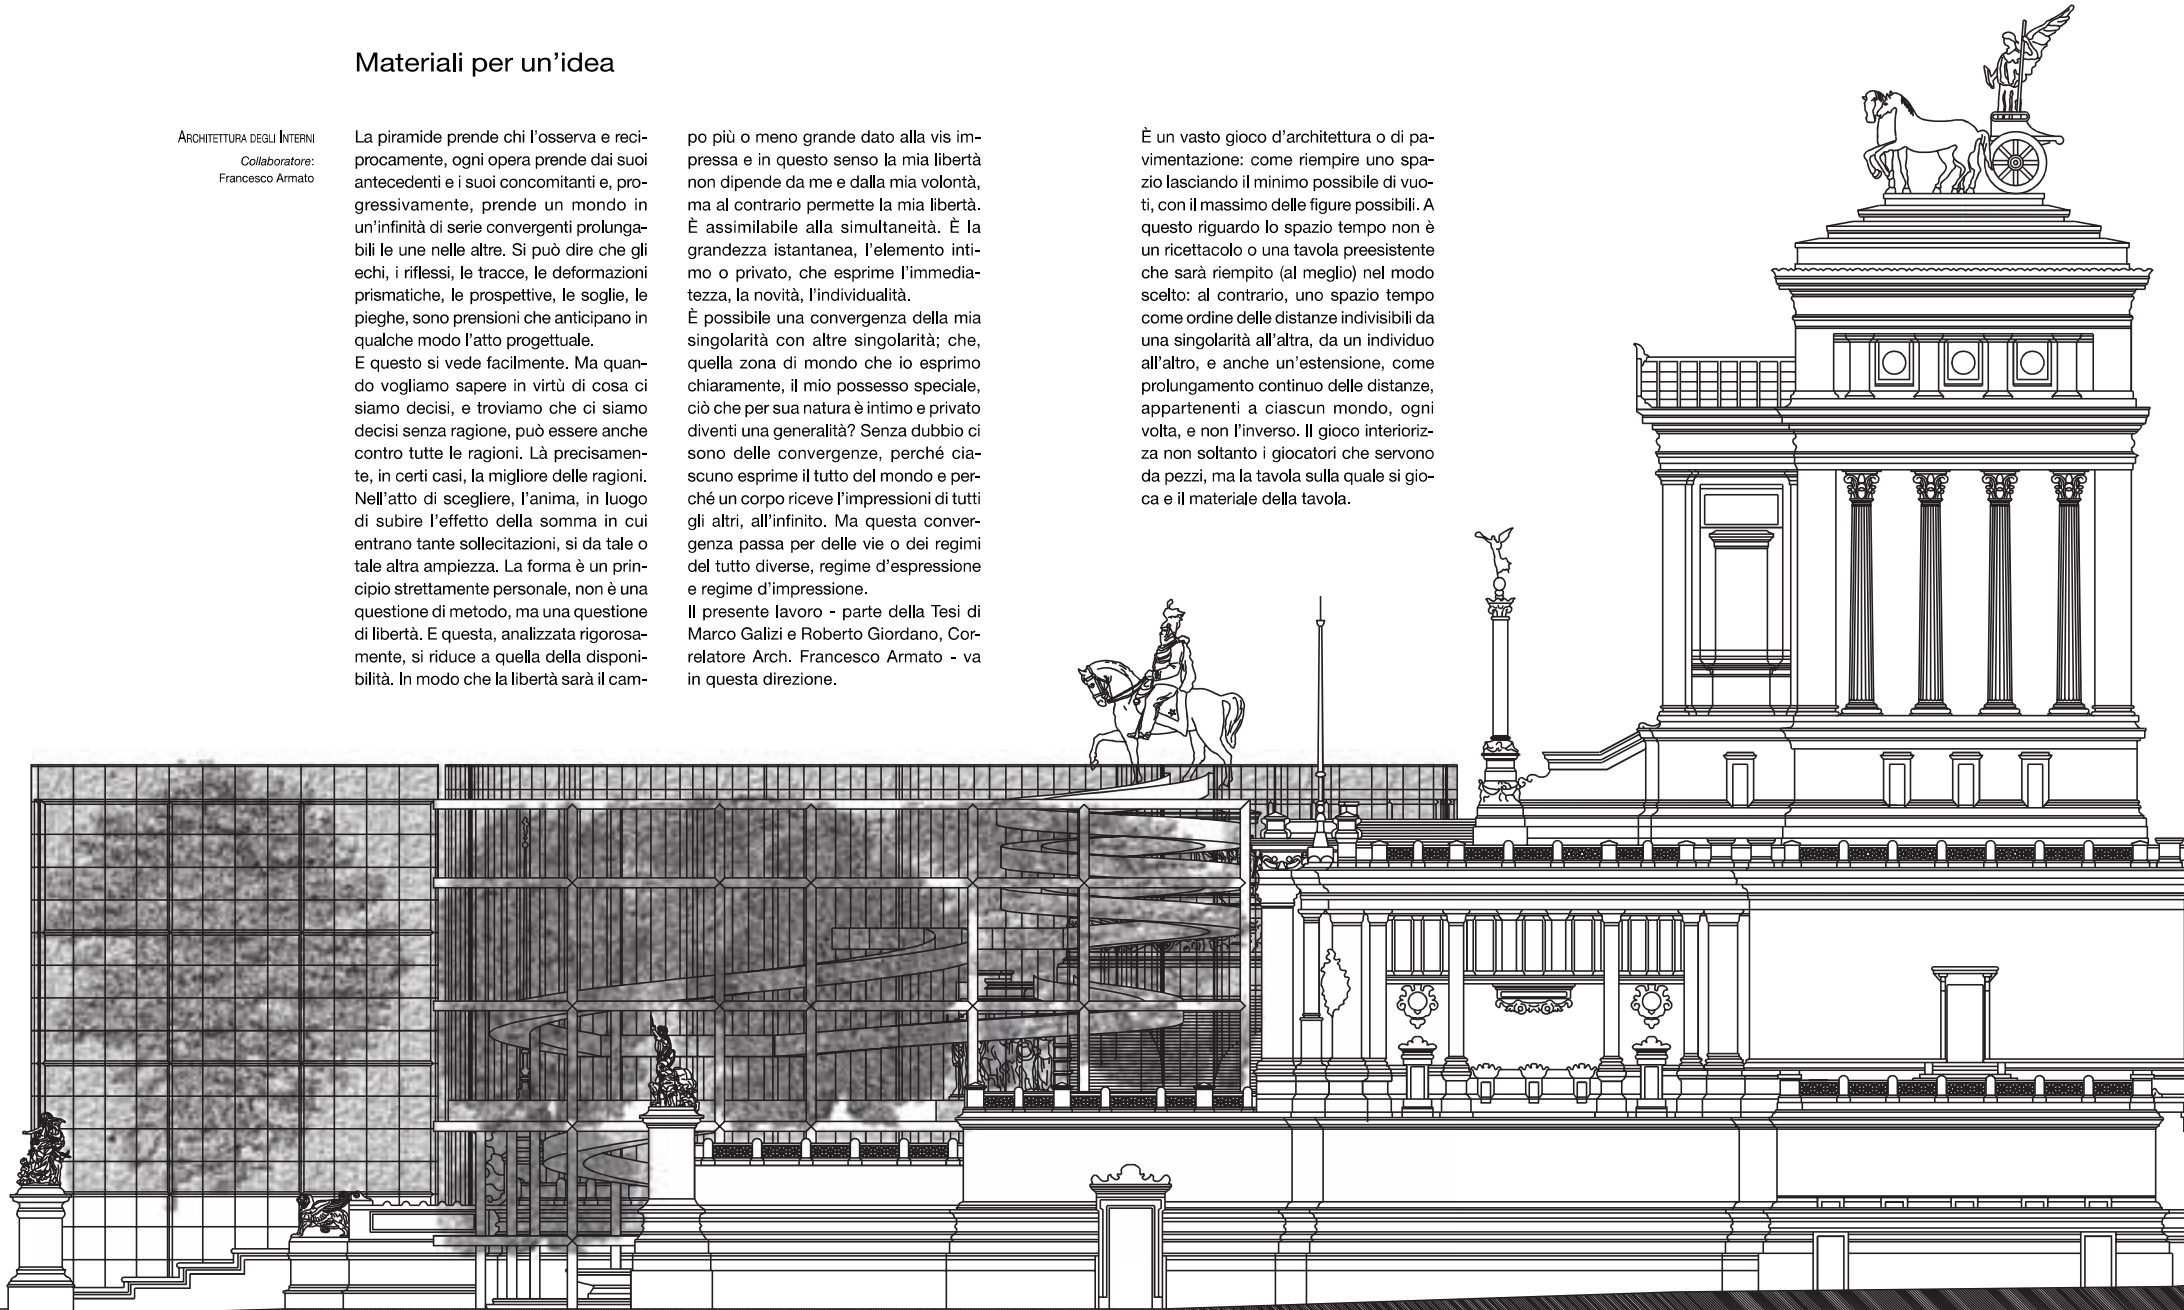 Materiali per un'idea
ARCHITETTURA DEGLI INTERNI
Collaboratore:
Francesco Armato
La piramide prende chi l'osserva e reci-
procamente, ogni opera prende dai suoi
antecedenti e i suoi concomitanti e, pro-
gressivamente, prende un mondo in
un'infinità di serie convergenti prolunga-
bili le une nelle altre. Si può dire che gli
echi, i riflessi, le tracce, le deformazioni
prismatiche, le prospettive, le soglie, le
pieghe, sono prensioni che anticipano in
qualche modo l'atto progettuale.
E questo si vede facilmente. Ma quan-
do vogliamo sapere in virtù di cosa ci
siamo decisi, e troviamo che ci siamo
decisi senza ragione, può essere anche
contro tutte le ragioni. Là precisamen-
te, in certi casi, la migliore delle ragioni.
Nell'atto di scegliere, l'anima, in luogo
di subire l'effetto della somma in cui
entrano tante sollecitazioni, si da tale o
tale altra ampiezza. La forma è un prin-
cipio strettamente personale, non è una
questione di metodo, ma una questione
di libertà. E questa, analizzata rigorosa-
mente, si riduce a quella della disponi-
bilità. In modo che la libertà sarà il cam-
po più o meno grande dato alla vis im-
pressa e in questo senso la mia libertà
non dipende da me e dalla mia volontà,
ma al contrario permette la mia libertà.
È assimilabile alla simultaneità. È la
grandezza istantanea, l'elemento inti-
mo o privato, che esprime l'immedia-
tezza, la novità, l'individualità.
È possibile una convergenza della mia
singolarità con altre singolarità; che,
quella zona di mondo che io esprimo
chiaramente, il mio possesso speciale,
ciò che per sua natura è intimo e privato
diventi una generalità? Senza dubbio ci
sono delle convergenze, perché cia-
scuno esprime il tutto del mondo e per-
ché un corpo riceve l'impressioni di tutti
gli altri, all'infinito. Ma questa conver-
genza passa per delle vie o dei regimi
del tutto diverse, regime d'espressione
e regime d'impressione.
Il presente lavoro - parte della Tesi di
Marco Galizi e Roberto Giordano, Cor-
relatore Arch. Francesco Armato - va
in questa direzione.
È un vasto gioco d'architettura o di pa-
vimentazione: come riempire uno spa-
zio lasciando il minimo possibile di vuo-
ti, con il massimo delle figure possibili. A
questo riguardo lo spazio tempo non è
un ricettacolo o una tavola preesistente
che sarà riempito (al meglio) nel modo
scelto: al contrario, uno spazio tempo
come ordine delle distanze indivisibili da
una singolarità all'altra, da un individuo
all'altro, e anche un'estensione, come
prolungamento continuo delle distanze,
appartenenti a ciascun mondo, ogni
volta, e non l'inverso. Il gioco interioriz-
za non soltanto i giocatori che servono
da pezzi, ma la tavola sulla quale si gio-
ca e il materiale della tavola.